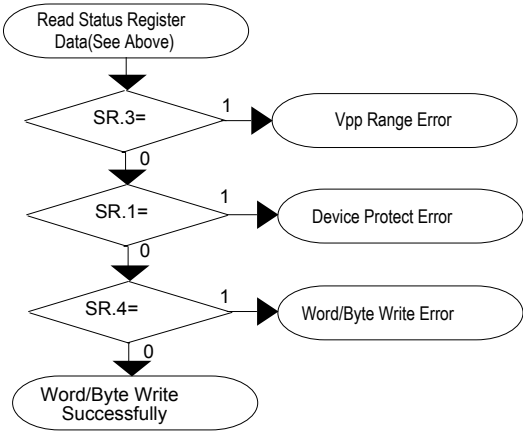 Read Status Register
Data(See Above)
SR.3=
1
Vpp Range Error
0
SR.1=
1
Device Protect Error
0
SR.4=
1
Word/Byte Write Error
0
Word/Byte Write
Successfully